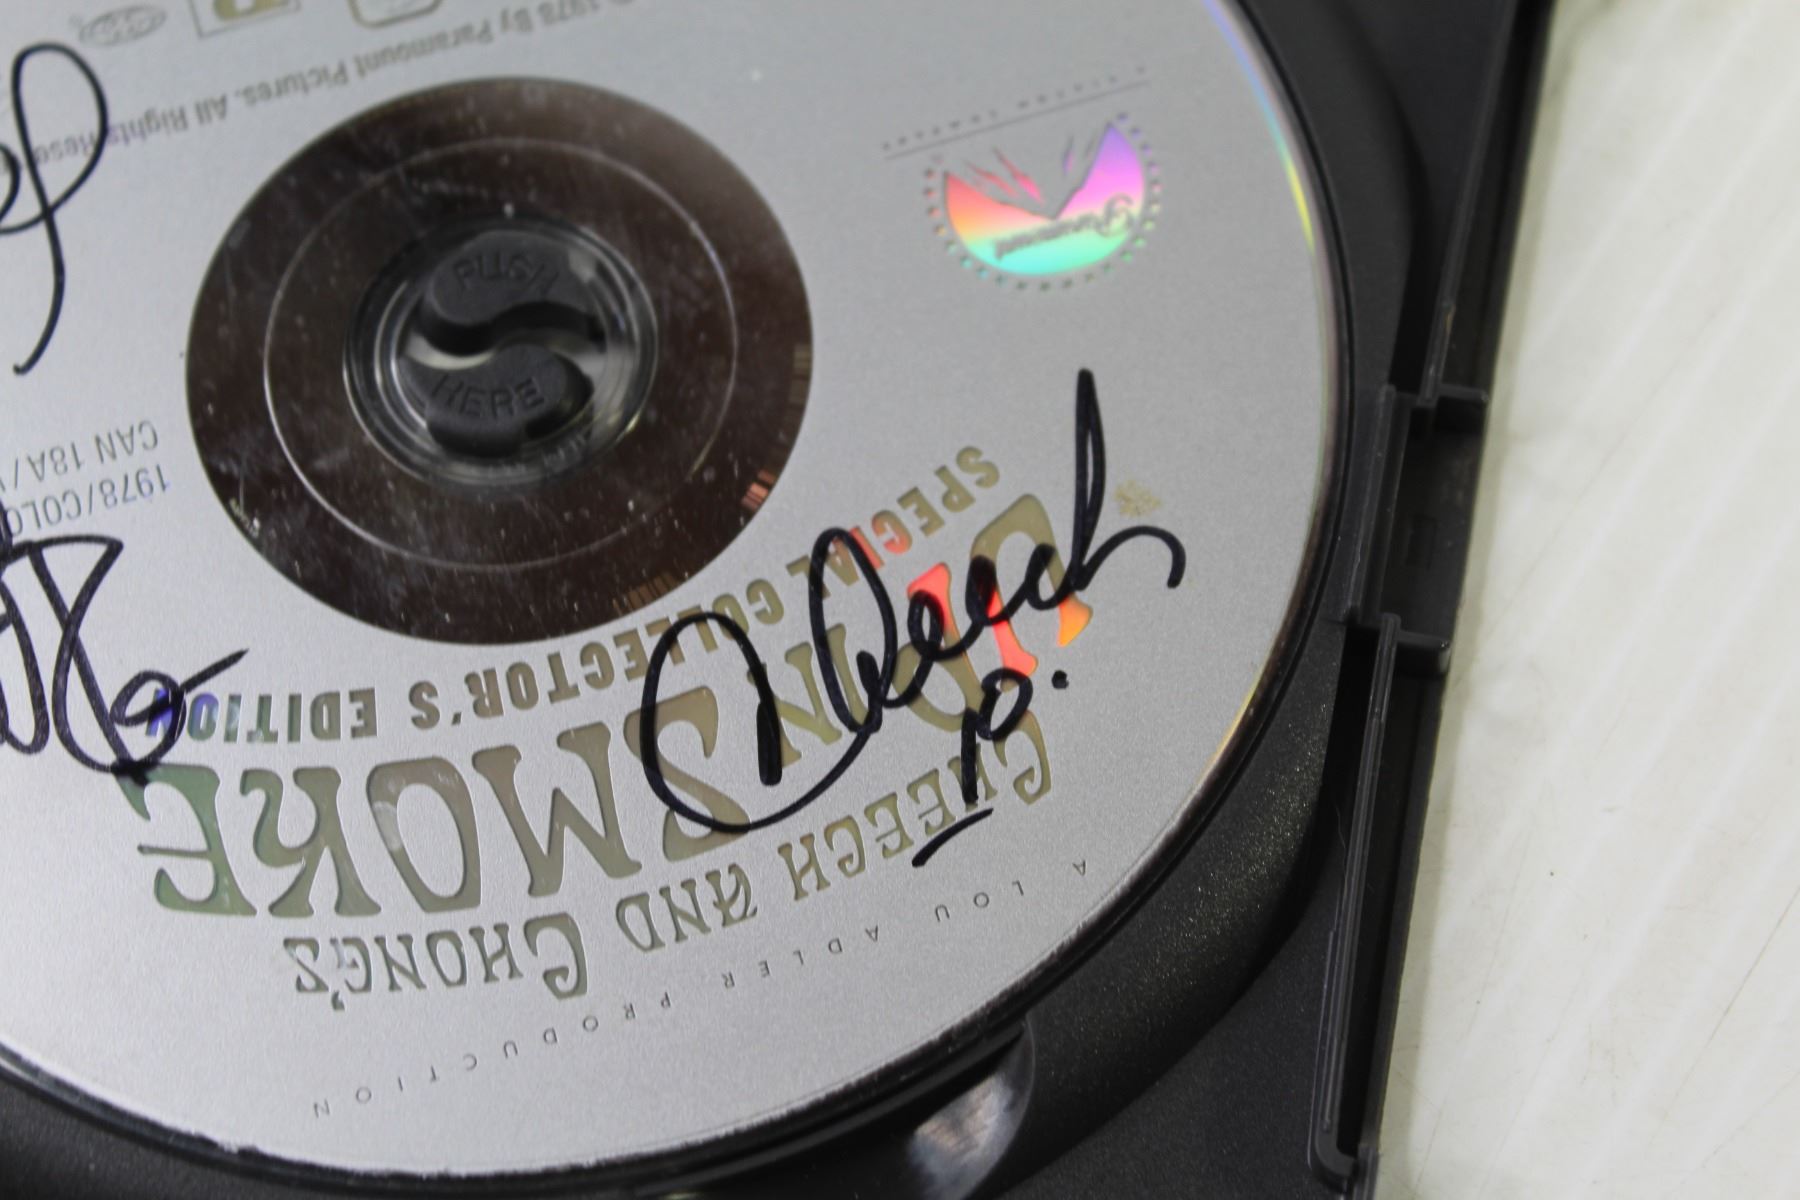 A LOU ADLER PRODUCTION
CHEECH AND CHONG'S
UP IN SMOKE
SPECIAL COLLECTOR'S EDITION
Cheech
1978/COLO
CAN 18A/
PUSH
HERE
Paramount
© 1978 By Paramount Pictures. All Rights Rese